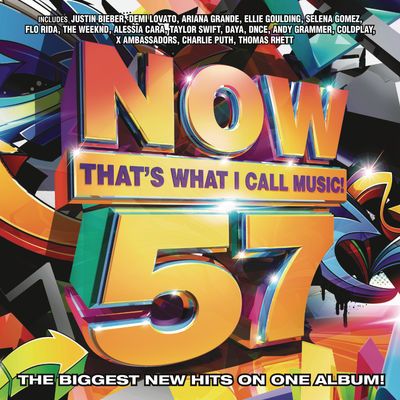 INCLUDES JUSTIN BIEBER, DEMI LOVATO, ARIANA GRANDE, ELLIE GOULDING, SELENA GOMEZ,
FLO RIDA, THE WEEKND, ALESSIA CARA, TAYLOR SWIFT, DAYA, DNCE, ANDY GRAMMER, COLDPLAY,
X AMBASSADORS, CHARLIE PUTH, THOMAS RHETT
NOW
THAT'S WHAT I CALL MUSIC!
57
THE BIGGEST NEW HITS ON ONE ALBUM!